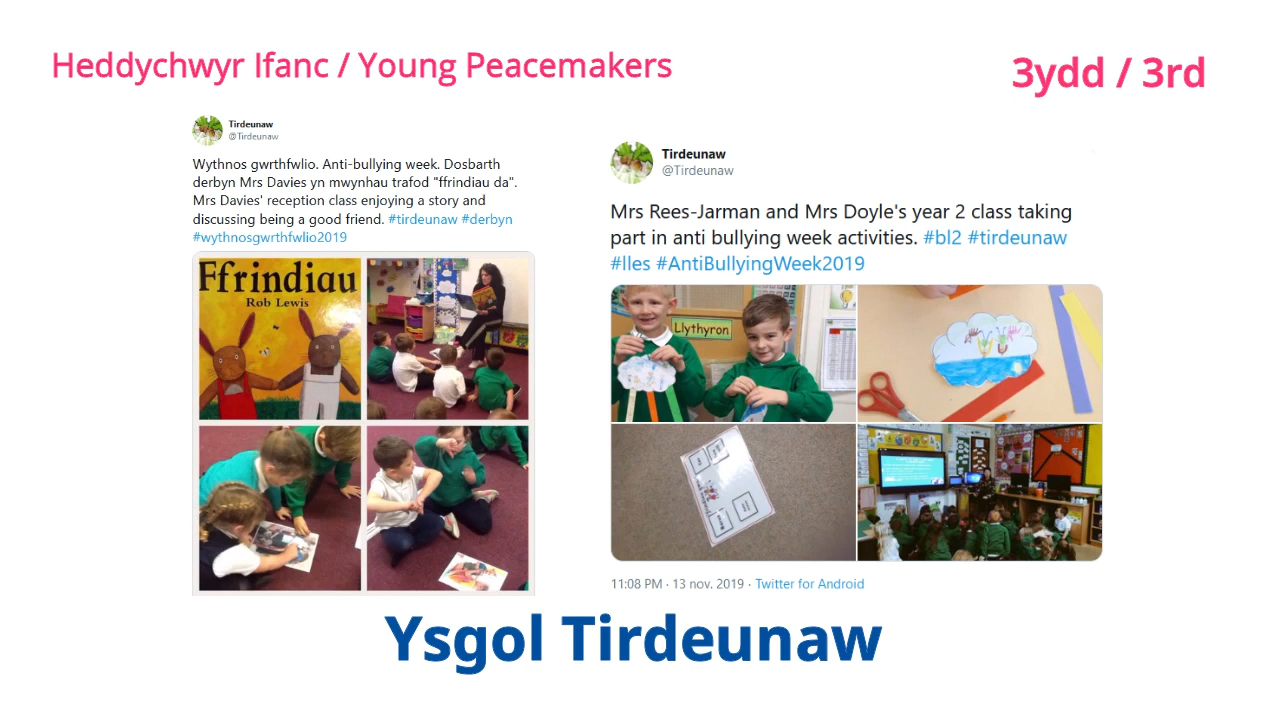 Heddychwyr Ifanc / Young Peacemakers
3ydd / 3rd
Tirdeunaw
@Tirdeunaw
Wythnos gwrthfwlio. Anti-bullying week. Dosbarth
derbyn Mrs Davies yn mwynhau trafod "ffrindiau da".
Mrs Davies' reception class enjoying a story and
discussing being a good friend. #tirdeunaw #derbyn
#wythnosgwrthfwlio2019
Ffrindiau
Rob Lewis
Tirdeunaw
@Tirdeunaw
Mrs Rees-Jarman and Mrs Doyle's year 2 class taking
part in anti bullying week activities. #bl2 #tirdeunaw
#lles #AntiBullyingWeek2019
Llythyron
11:08 PM · 13 nov. 2019 · Twitter for Android
Ysgol Tirdeunaw